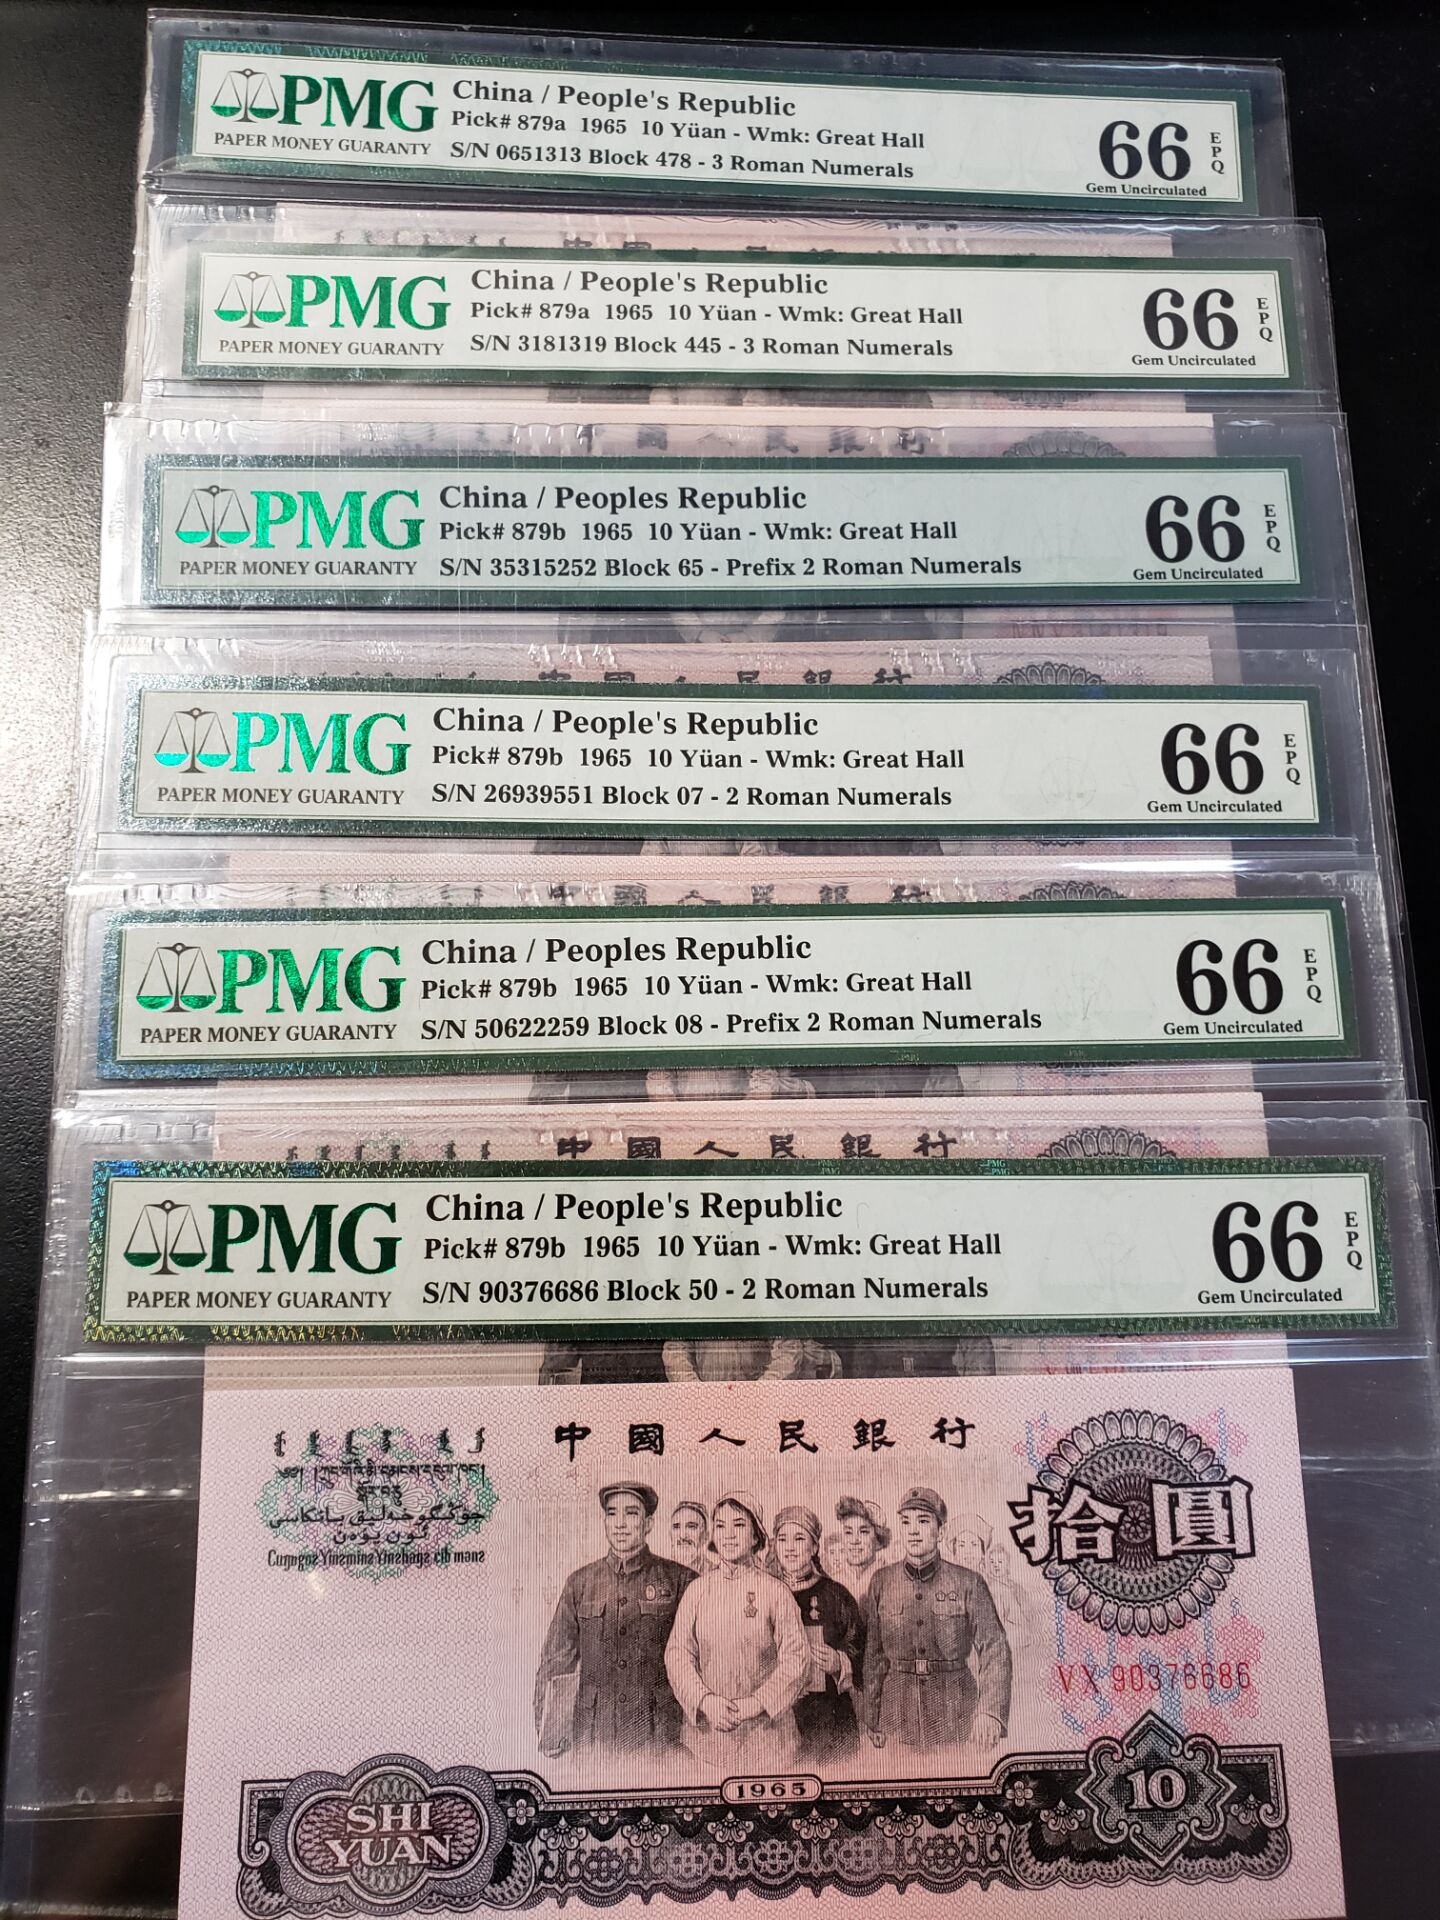 PMG
PAPER MONEY GUARANTY
China / People's Republic
Pick# 879a 1965 10 Yüan - Wmk: Great Hall
S/N 0651313 Block 478 - 3 Roman Numerals
66
EPQ
Gem Uncirculated
PMG
PAPER MONEY GUARANTY
China / People's Republic
Pick# 879a 1965 10 Yüan - Wmk: Great Hall
S/N 3181319 Block 445 - 3 Roman Numerals
66
EPQ
Gem Uncirculated
PMG
PAPER MONEY GUARANTY
China / Peoples Republic
Pick# 879b 1965 10 Yüan - Wmk: Great Hall
S/N 35315252 Block 65 - Prefix 2 Roman Numerals
66
EPQ
Gem Uncirculated
PMG
PAPER MONEY GUARANTY
China / People's Republic
Pick# 879b 1965 10 Yüan - Wmk: Great Hall
S/N 26939551 Block 07 - 2 Roman Numerals
66
EPQ
Gem Uncirculated
PMG
PAPER MONEY GUARANTY
China / Peoples Republic
Pick# 879b 1965 10 Yüan - Wmk: Great Hall
S/N 50622259 Block 08 - Prefix 2 Roman Numerals
66
EPQ
Gem Uncirculated
中國人民銀行
PMG
PAPER MONEY GUARANTY
China / People's Republic
Pick# 879b 1965 10 Yüan - Wmk: Great Hall
S/N 90376686 Block 50 - 2 Roman Numerals
66
EPQ
Gem Uncirculated
中國人民銀行
拾圓
VX 90376686
1965
10
SHI
YUAN